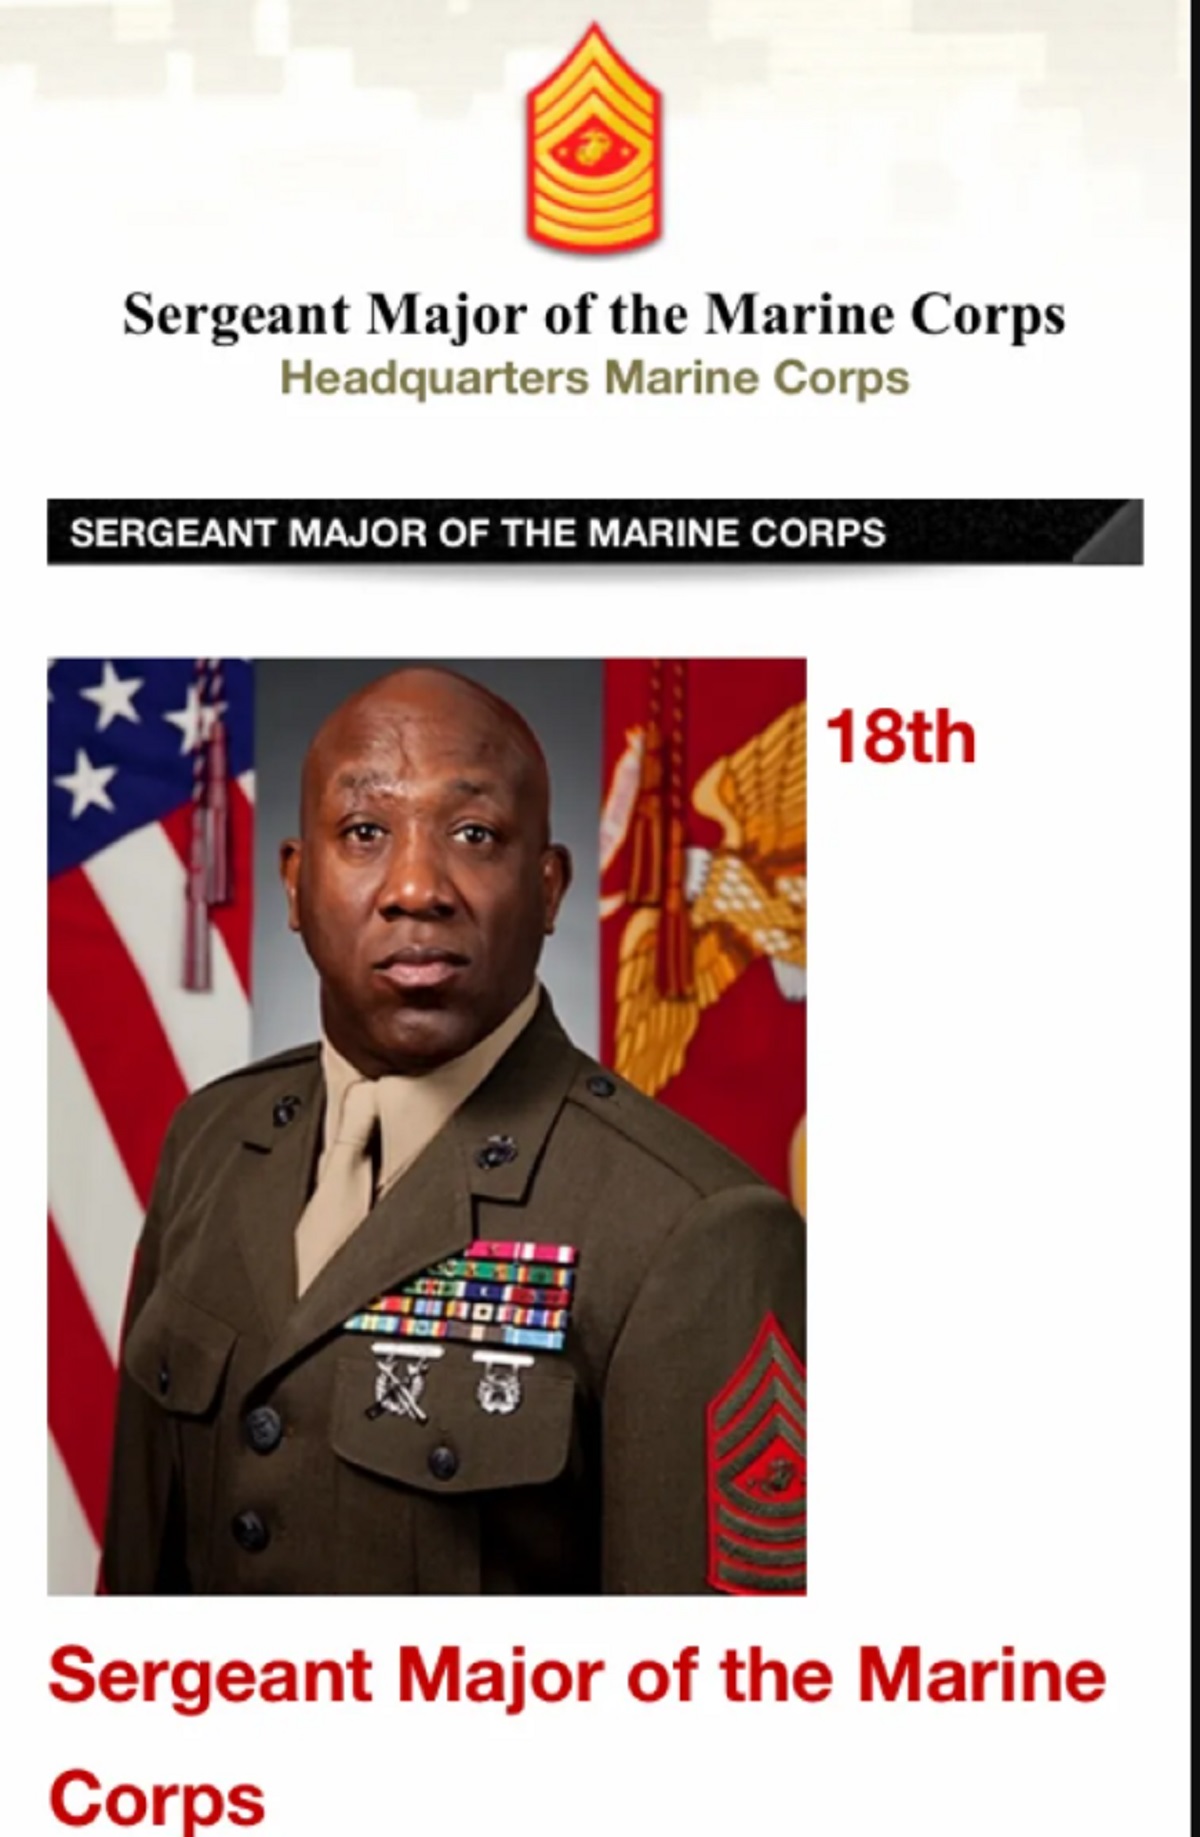 Sergeant Major of the Marine Corps
Headquarters Marine Corps
SERGEANT MAJOR OF THE MARINE CORPS
18th
Sergeant Major of the Marine
Corps